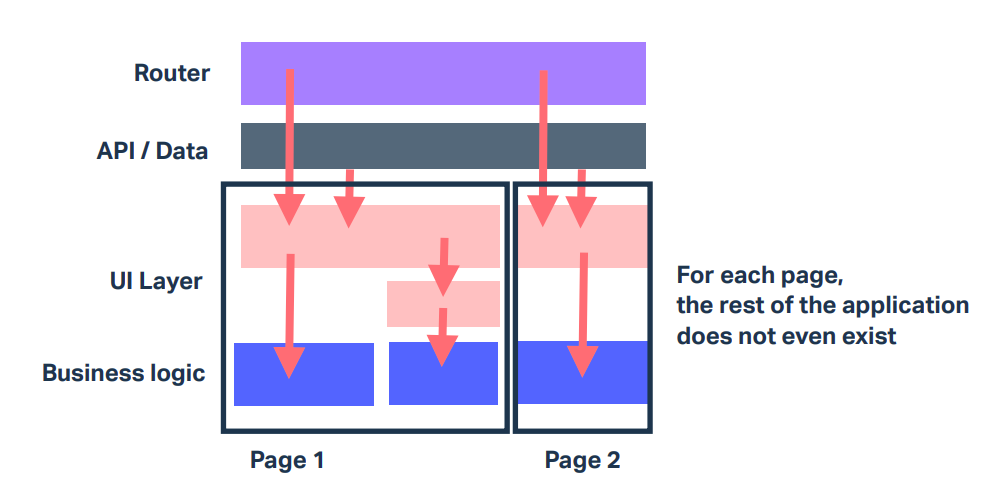 Router
API / Data
UI Layer
For each page,
the rest of the application
does not even exist
Business logic
Page 1
Page 2